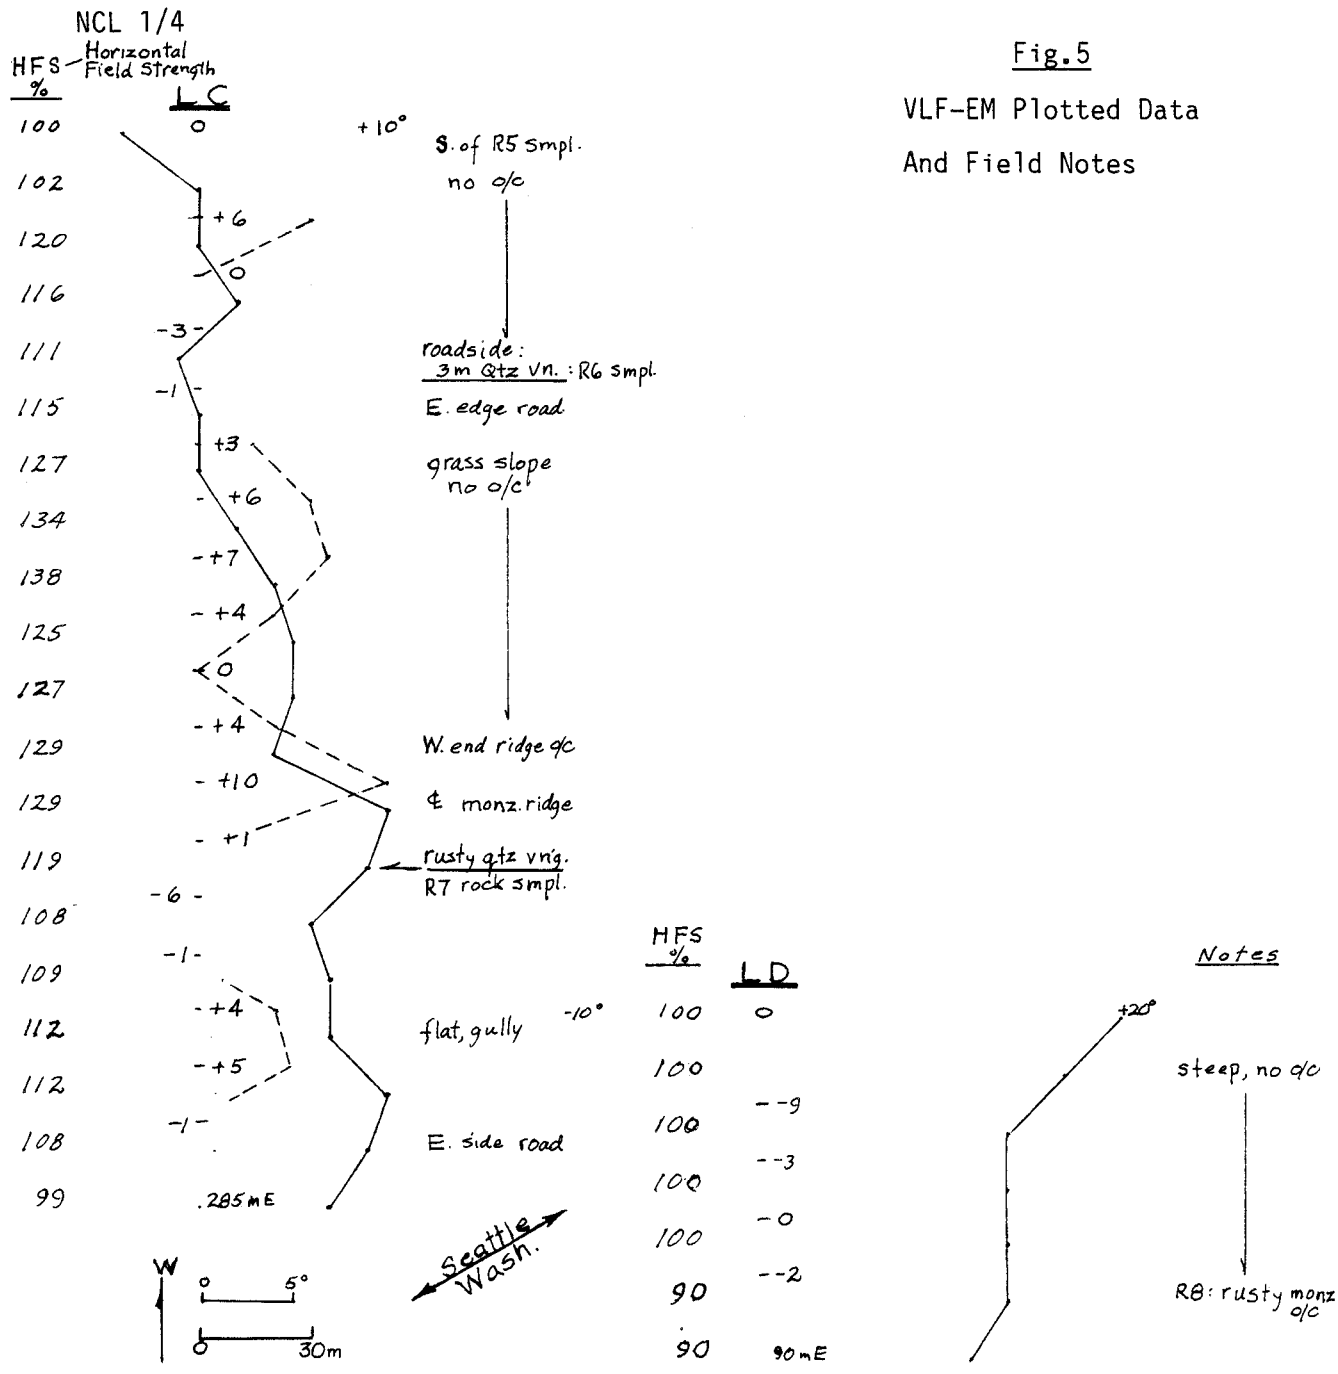 NCL 1/4
Horizontal
HFS Field Strength
%
L C
Fig.5
VLF-EM Plotted Data
And Field Notes
100 0 +10°
S. of R5 smpl.
102 no o/c
+6
120
0
116
-3
111 roadside:
3m Qtz Vn. : R6 smpl.
-1
115 E. edge road
+3
127 grass slope
no o/c
+6
134
+7
138
+4
125
0
127
+4
129 W. end ridge o/c
+10
129 ℄ monz. ridge
+1
119 rusty qtz vn'g.
R7 rock smpl.
-6
108
-1
109
+4
112 flat, gully
+5
112
-1
108 E. side road
99 285mE
HFS
%
L D
Notes
-10° 100 0 +20°
100 steep, no o/c
-9
100
-3
100
0
100
-2
90 R8: rusty monz
o/c
90 90mE
Seattle
Wash.
W
0 5°
0 30m